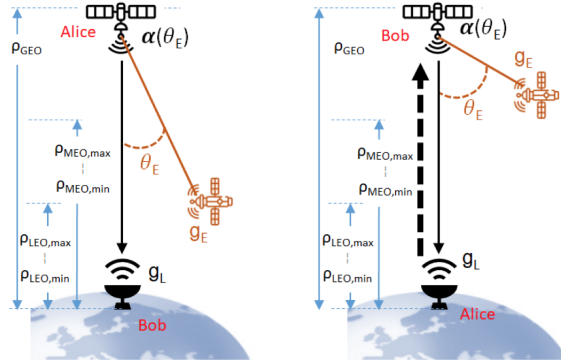 ρGEO
Alice
α(θE)
ρMEO,max
ρMEO,min
θE
ρLEO,max
ρLEO,min
gE
gL
Bob
ρGEO
Bob
α(θE)
gE
ρMEO,max
ρMEO,min
θE
ρLEO,max
ρLEO,min
gL
Alice